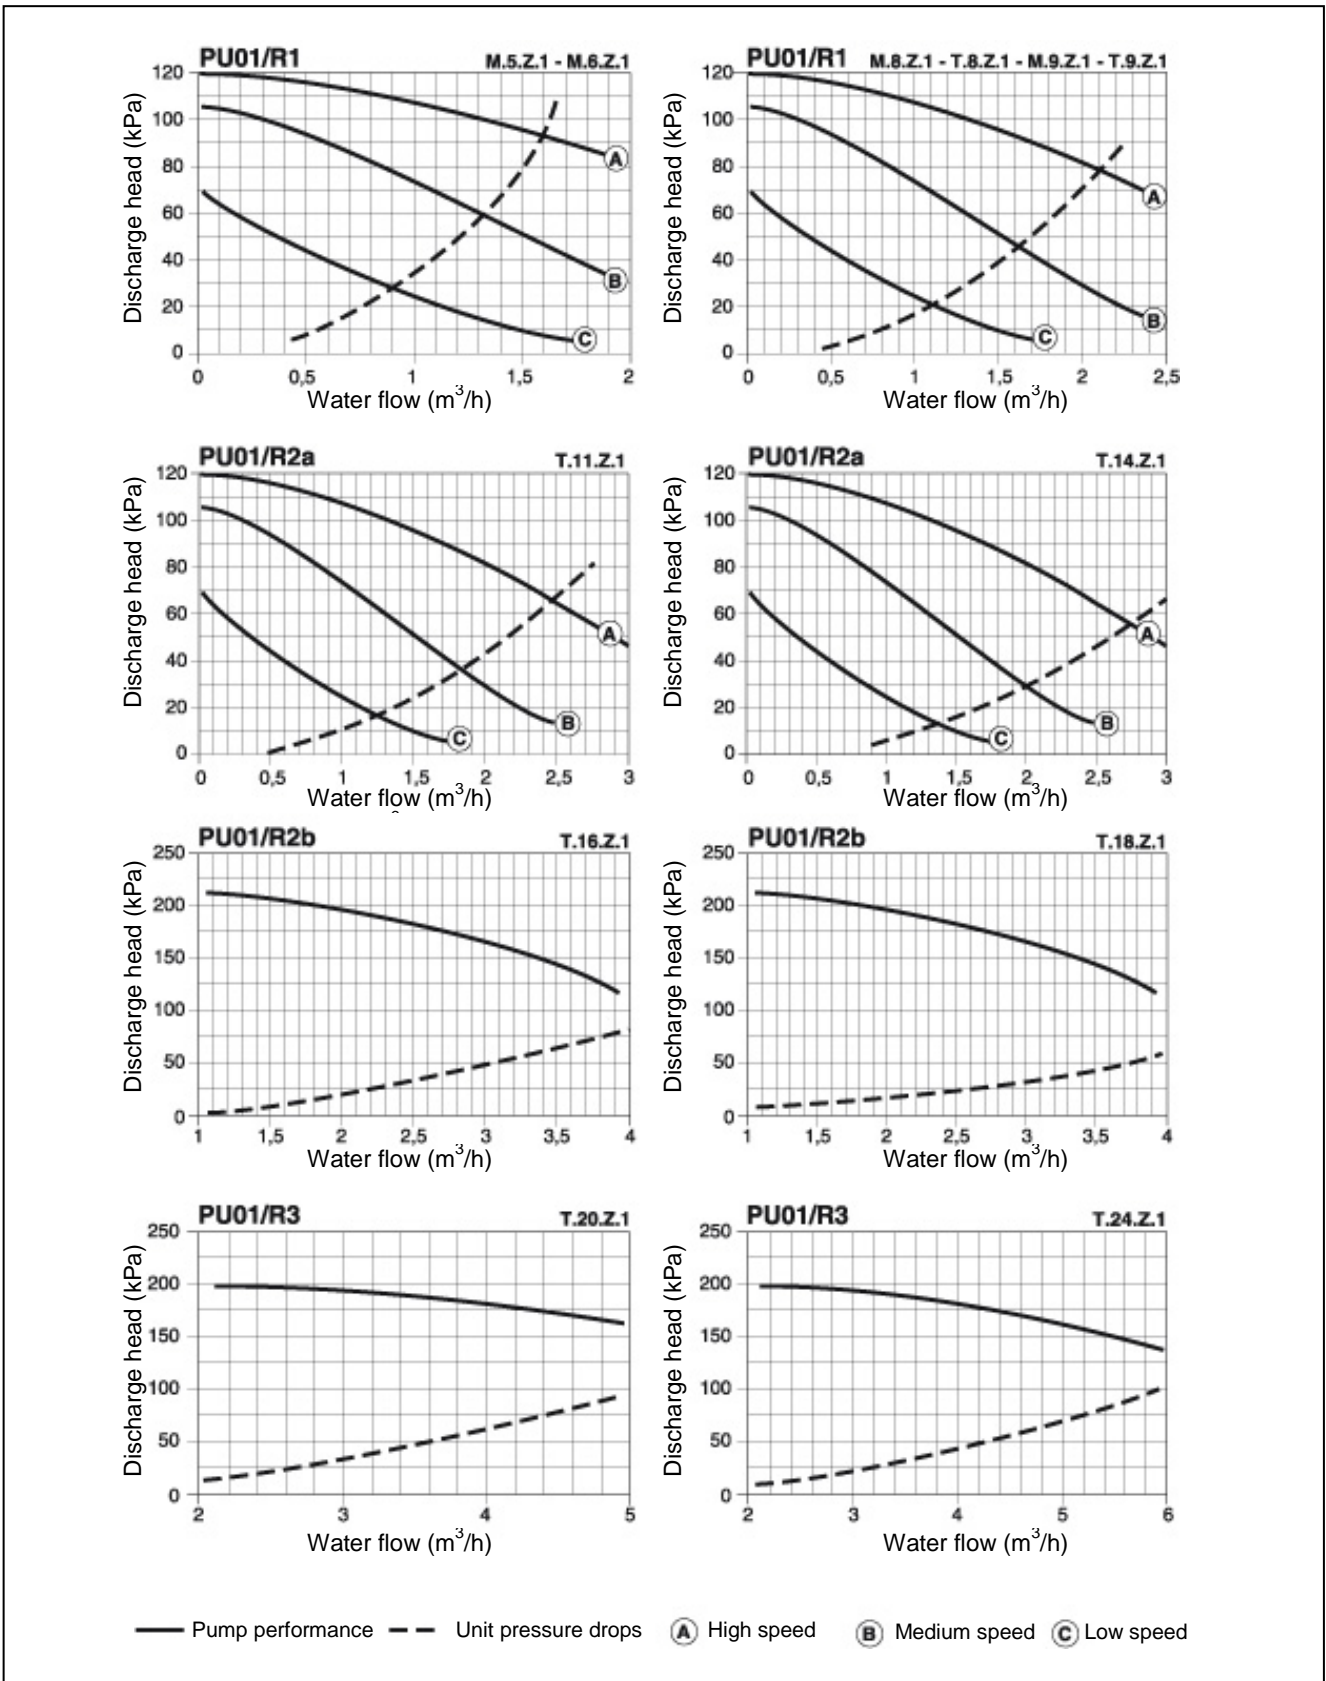 PU01/R1 M.5.Z.1 - M.6.Z.1
120
100
80
60
40
20
0
Discharge head (kPa)
A
B
C
0 0,5 1 1,5 2
Water flow (m³/h)
PU01/R1 M.8.Z.1 - T.8.Z.1 - M.9.Z.1 - T.9.Z.1
120
100
80
60
40
20
0
Discharge head (kPa)
A
B
C
0 0,5 1 1,5 2 2,5
Water flow (m³/h)
PU01/R2a T.11.Z.1
120
100
80
60
40
20
0
Discharge head (kPa)
A
B
C
0 0,5 1 1,5 2 2,5 3
Water flow (m³/h)
PU01/R2a T.14.Z.1
120
100
80
60
40
20
0
Discharge head (kPa)
A
B
C
0 0,5 1 1,5 2 2,5 3
Water flow (m³/h)
PU01/R2b T.16.Z.1
250
200
150
100
50
0
Discharge head (kPa)
1 1,5 2 2,5 3 3,5 4
Water flow (m³/h)
PU01/R2b T.18.Z.1
250
200
150
100
50
0
Discharge head (kPa)
1 1,5 2 2,5 3 3,5 4
Water flow (m³/h)
PU01/R3 T.20.Z.1
250
200
150
100
50
0
Discharge head (kPa)
2 3 4 5
Water flow (m³/h)
PU01/R3 T.24.Z.1
250
200
150
100
50
0
Discharge head (kPa)
2 3 4 5 6
Water flow (m³/h)
Pump performance Unit pressure drops A High speed B Medium speed C Low speed